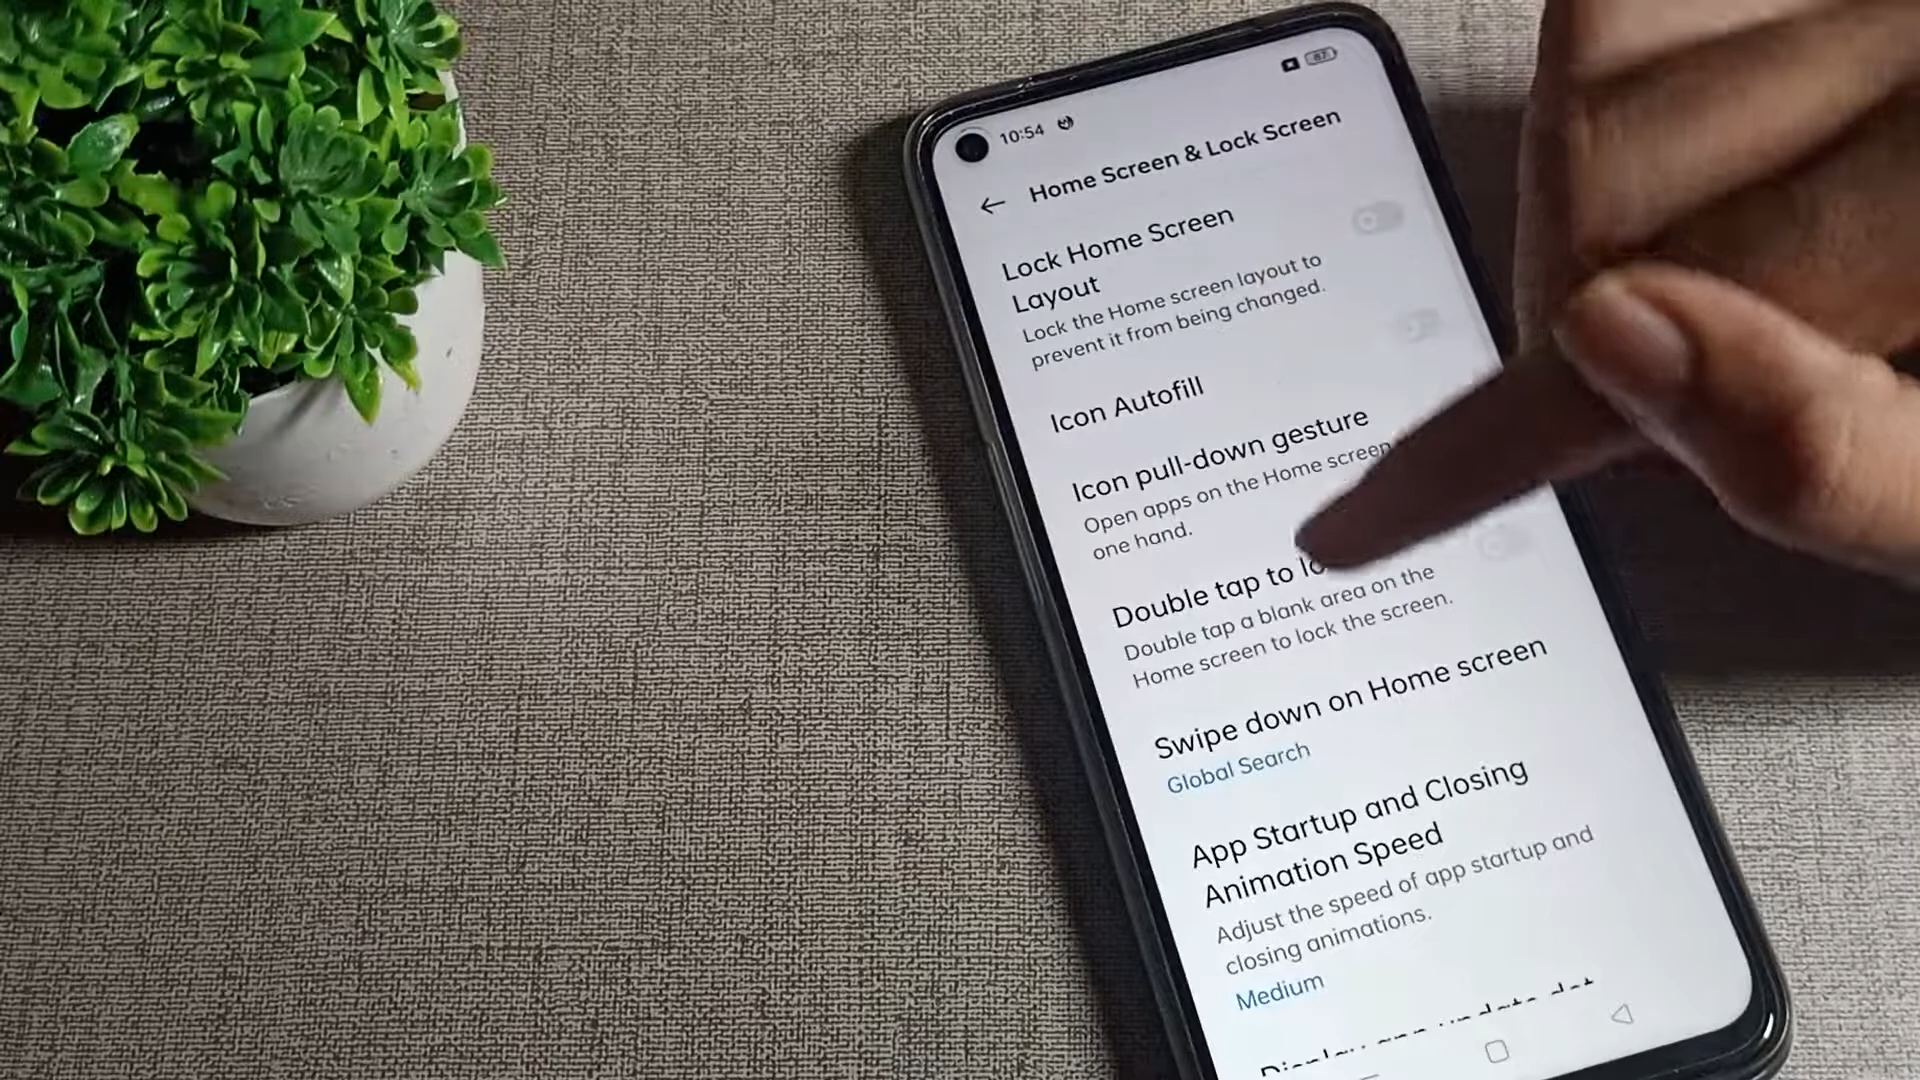 10:54
87
Home Screen & Lock Screen
Lock Home Screen
Layout
Lock the Home screen layout to
prevent it from being changed.
Icon Autofill
Icon pull-down gesture
Open apps on the Home screen
one hand.
Double tap to
Double tap a blank area on the
Home screen to lock the screen.
Swipe down on Home screen
Global Search
App Startup and Closing
Animation Speed
Adjust the speed of app startup and
closing animations.
Medium